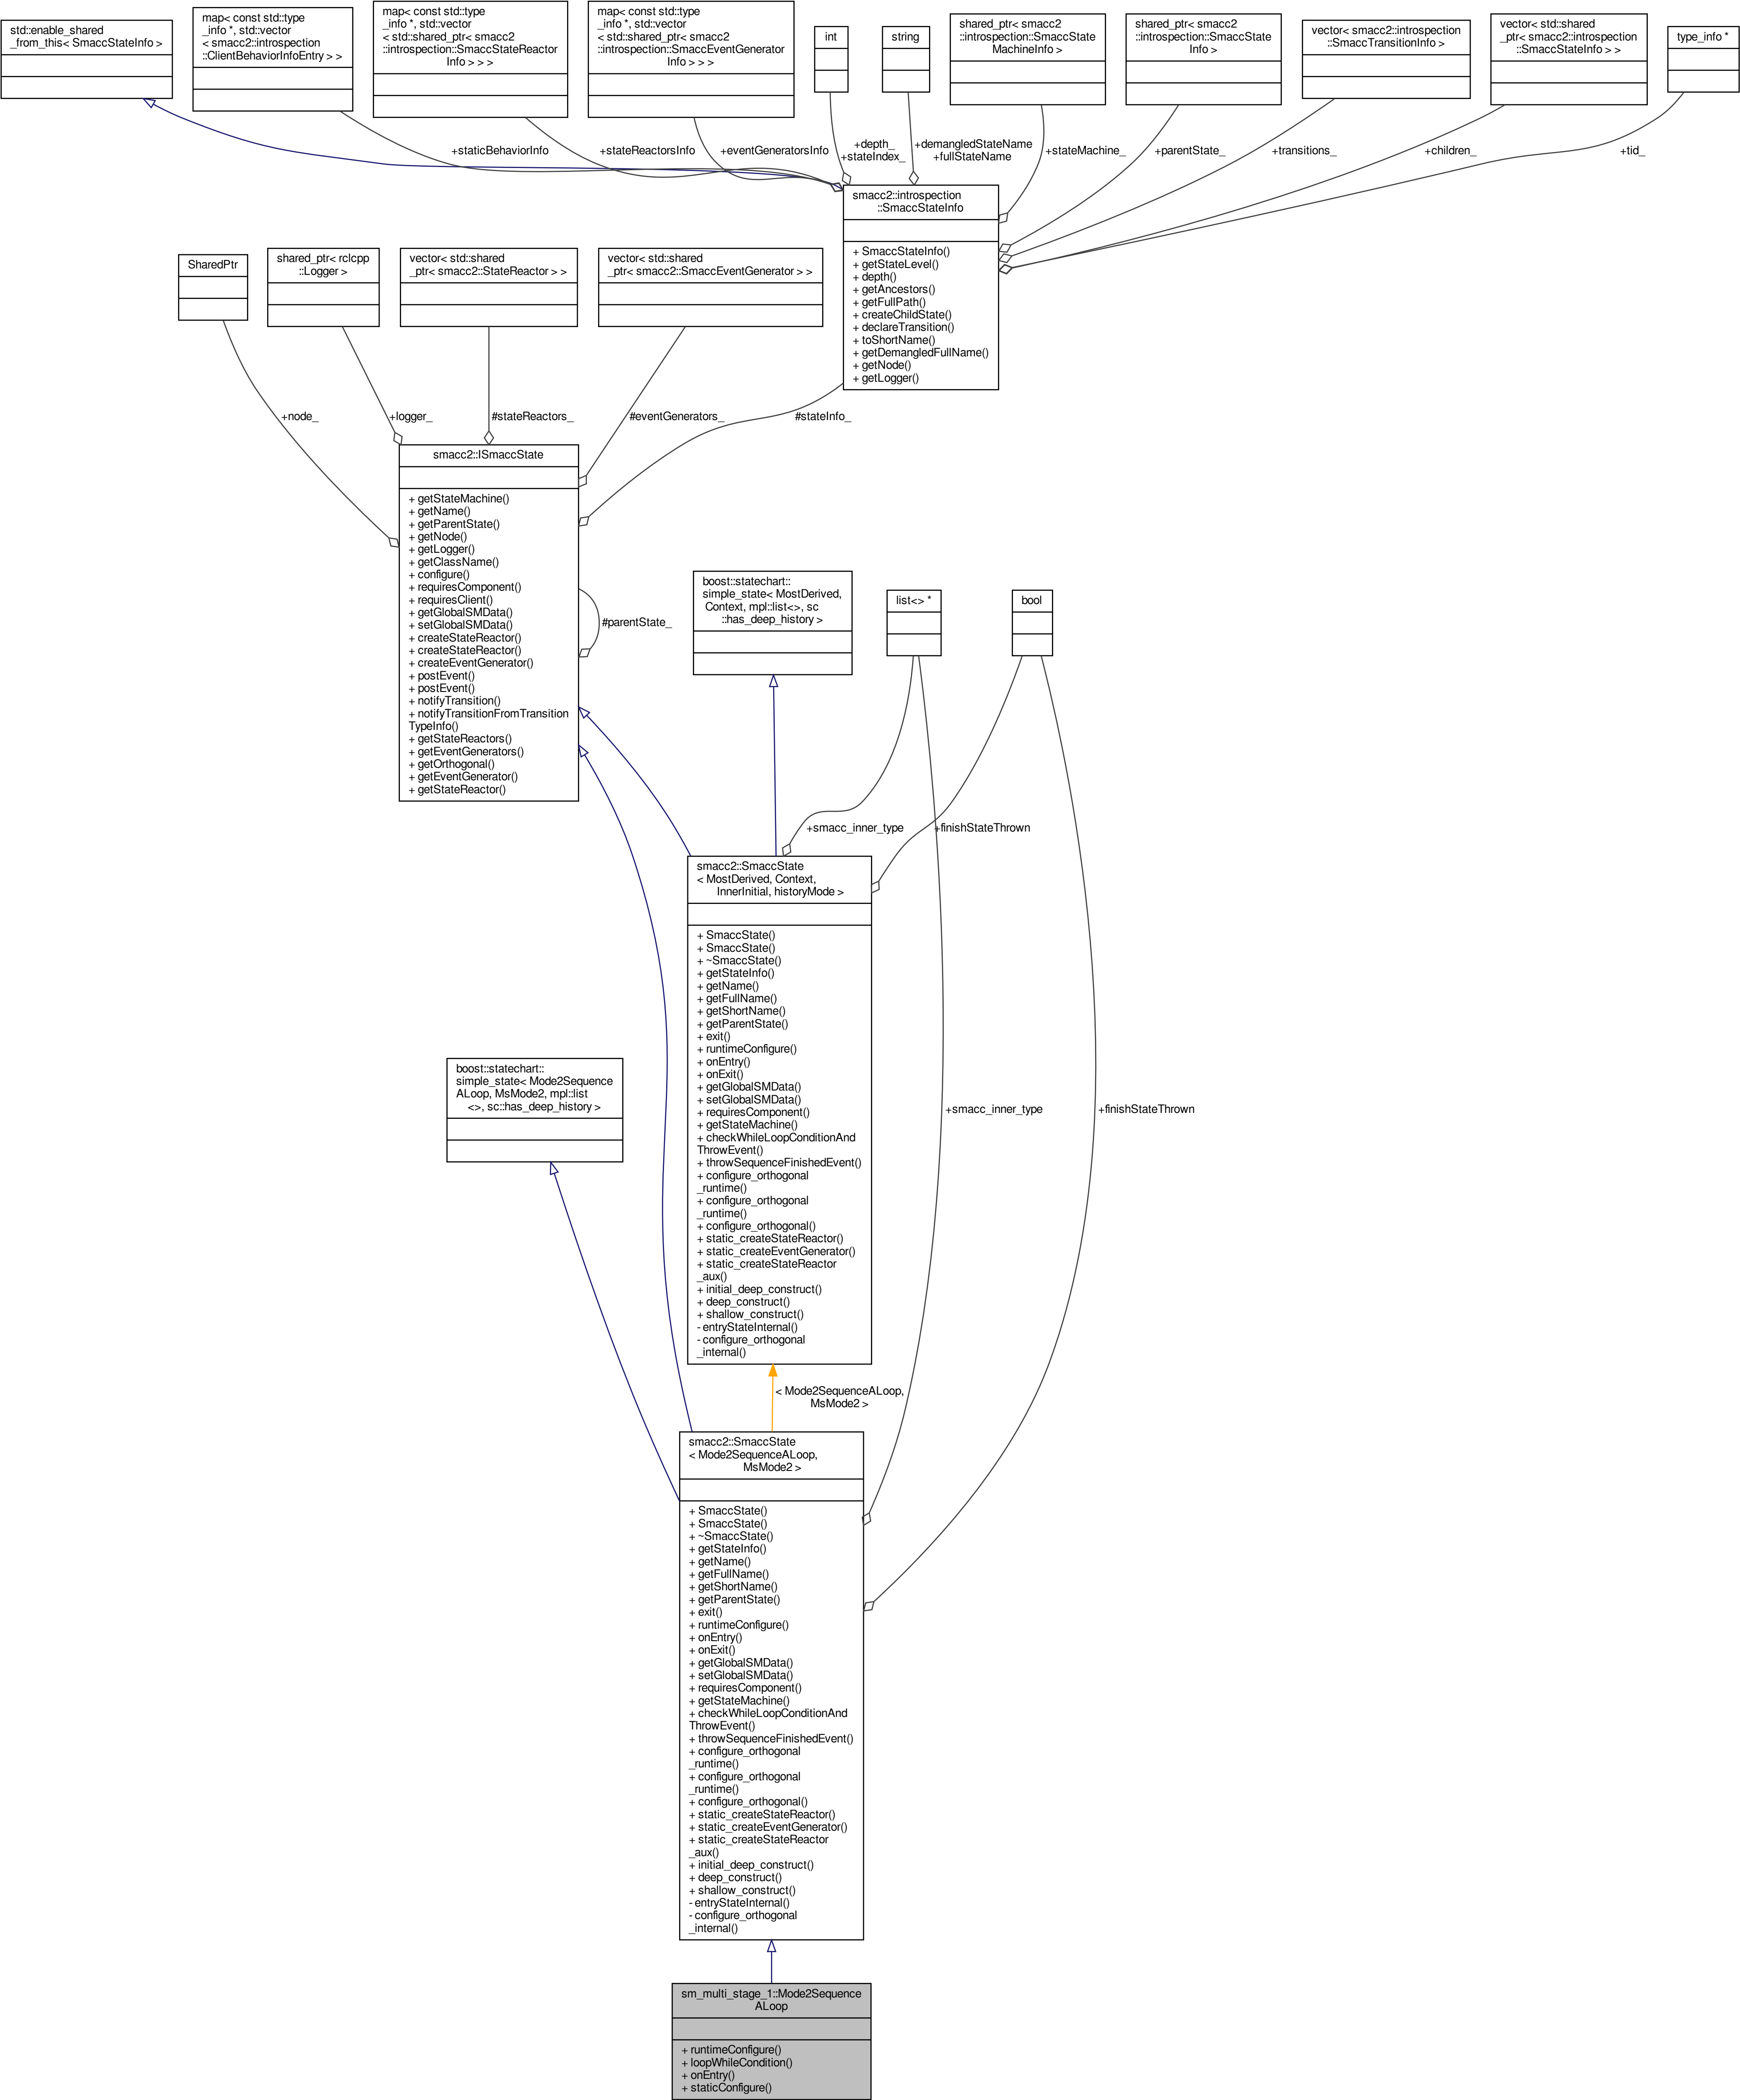 std::enable_shared
_from_this< SmaccStateInfo >
map< const std::type
_info *, std::vector
< smacc2::introspection
::ClientBehaviorInfoEntry > >
map< const std::type
_info *, std::vector
< std::shared_ptr< smacc2
::introspection::SmaccStateReactor
Info > > >
map< const std::type
_info *, std::vector
< std::shared_ptr< smacc2
::introspection::SmaccEventGenerator
Info > > >
int
string
shared_ptr< smacc2
::introspection::SmaccState
MachineInfo >
shared_ptr< smacc2
::introspection::SmaccState
Info >
vector< smacc2::introspection
::SmaccTransitionInfo >
vector< std::shared
_ptr< smacc2::introspection
::SmaccStateInfo > >
type_info *
+staticBehaviorInfo
+stateReactorsInfo
+eventGeneratorsInfo
+depth_
+stateIndex_
+demangledStateName
+fullStateName
+stateMachine_
+parentState_
+transitions_
+children_
+tid_
smacc2::introspection
::SmaccStateInfo
+ SmaccStateInfo()
+ getStateLevel()
+ depth()
+ getAncestors()
+ getFullPath()
+ createChildState()
+ declareTransition()
+ toShortName()
+ getDemangledFullName()
+ getNode()
+ getLogger()
SharedPtr
shared_ptr< rclcpp
::Logger >
vector< std::shared
_ptr< smacc2::StateReactor > >
vector< std::shared
_ptr< smacc2::SmaccEventGenerator > >
+node_
+logger_
#stateReactors_
#eventGenerators_
#stateInfo_
smacc2::ISmaccState
+ getStateMachine()
+ getName()
+ getParentState()
+ getNode()
+ getLogger()
+ getClassName()
+ configure()
+ requiresComponent()
+ requiresClient()
+ getGlobalSMData()
+ setGlobalSMData()
+ createStateReactor()
+ createStateReactor()
+ createEventGenerator()
+ postEvent()
+ postEvent()
+ notifyTransition()
+ notifyTransitionFromTransition
TypeInfo()
+ getStateReactors()
+ getEventGenerators()
+ getOrthogonal()
+ getEventGenerator()
+ getStateReactor()
#parentState_
boost::statechart::
simple_state< MostDerived,
Context, mpl::list<>, sc
::has_deep_history >
list<> *
bool
+smacc_inner_type
+finishStateThrown
smacc2::SmaccState
< MostDerived, Context,
InnerInitial, historyMode >
+ SmaccState()
+ SmaccState()
+ ~SmaccState()
+ getStateInfo()
+ getName()
+ getFullName()
+ getShortName()
+ getParentState()
+ exit()
+ runtimeConfigure()
+ onEntry()
+ onExit()
+ getGlobalSMData()
+ setGlobalSMData()
+ requiresComponent()
+ getStateMachine()
+ checkWhileLoopConditionAnd
ThrowEvent()
+ throwSequenceFinishedEvent()
+ configure_orthogonal
_runtime()
+ configure_orthogonal
_runtime()
+ configure_orthogonal()
+ static_createStateReactor()
+ static_createEventGenerator()
+ static_createStateReactor
_aux()
+ initial_deep_construct()
+ deep_construct()
+ shallow_construct()
- entryStateInternal()
- configure_orthogonal
_internal()
boost::statechart::
simple_state< Mode2Sequence
ALoop, MsMode2, mpl::list
<>, sc::has_deep_history >
+smacc_inner_type
+finishStateThrown
< Mode2SequenceALoop,
MsMode2 >
smacc2::SmaccState
< Mode2SequenceALoop,
MsMode2 >
+ SmaccState()
+ SmaccState()
+ ~SmaccState()
+ getStateInfo()
+ getName()
+ getFullName()
+ getShortName()
+ getParentState()
+ exit()
+ runtimeConfigure()
+ onEntry()
+ onExit()
+ getGlobalSMData()
+ setGlobalSMData()
+ requiresComponent()
+ getStateMachine()
+ checkWhileLoopConditionAnd
ThrowEvent()
+ throwSequenceFinishedEvent()
+ configure_orthogonal
_runtime()
+ configure_orthogonal
_runtime()
+ configure_orthogonal()
+ static_createStateReactor()
+ static_createEventGenerator()
+ static_createStateReactor
_aux()
+ initial_deep_construct()
+ deep_construct()
+ shallow_construct()
- entryStateInternal()
- configure_orthogonal
_internal()
sm_multi_stage_1::Mode2Sequence
ALoop
+ runtimeConfigure()
+ loopWhileCondition()
+ onEntry()
+ staticConfigure()